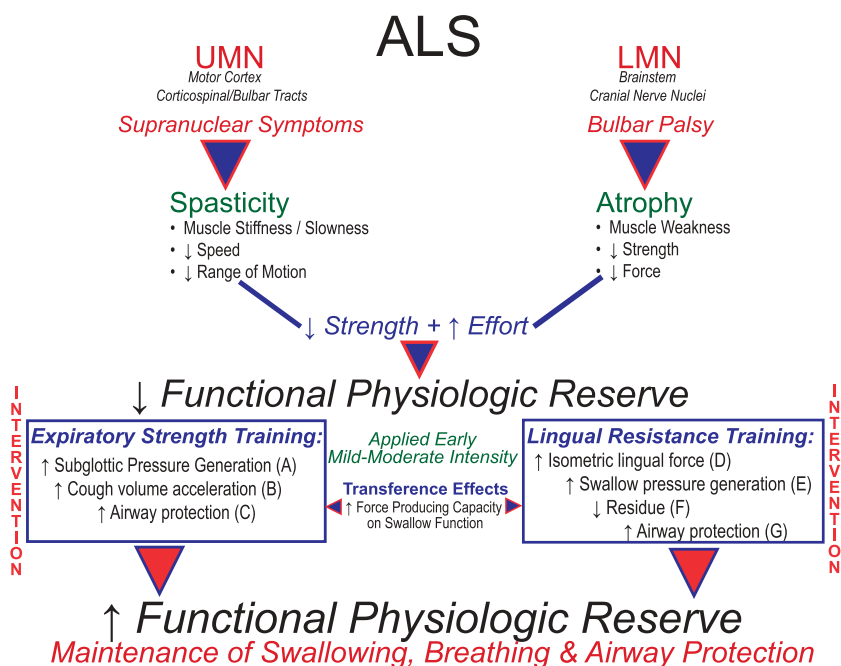 ALS
UMN
Motor Cortex
Corticospinal/Bulbar Tracts
Supranuclear Symptoms
LMN
Brainstem
Cranial Nerve Nuclei
Bulbar Palsy
Spasticity
• Muscle Stiffness / Slowness
• ↓ Speed
• ↓ Range of Motion
Atrophy
• Muscle Weakness
• ↓ Strength
• ↓ Force
↓ Strength + ↑ Effort
↓ Functional Physiologic Reserve
INTERVENTION
Expiratory Strength Training:
↑ Subglottic Pressure Generation (A)
↑ Cough volume acceleration (B)
↑ Airway protection (C)
Applied Early
Mild-Moderate Intensity
Transference Effects
↑ Force Producing Capacity
on Swallow Function
Lingual Resistance Training:
↑ Isometric lingual force (D)
↑ Swallow pressure generation (E)
↓ Residue (F)
↑ Airway protection (G)
INTERVENTION
↑ Functional Physiologic Reserve
Maintenance of Swallowing, Breathing & Airway Protection